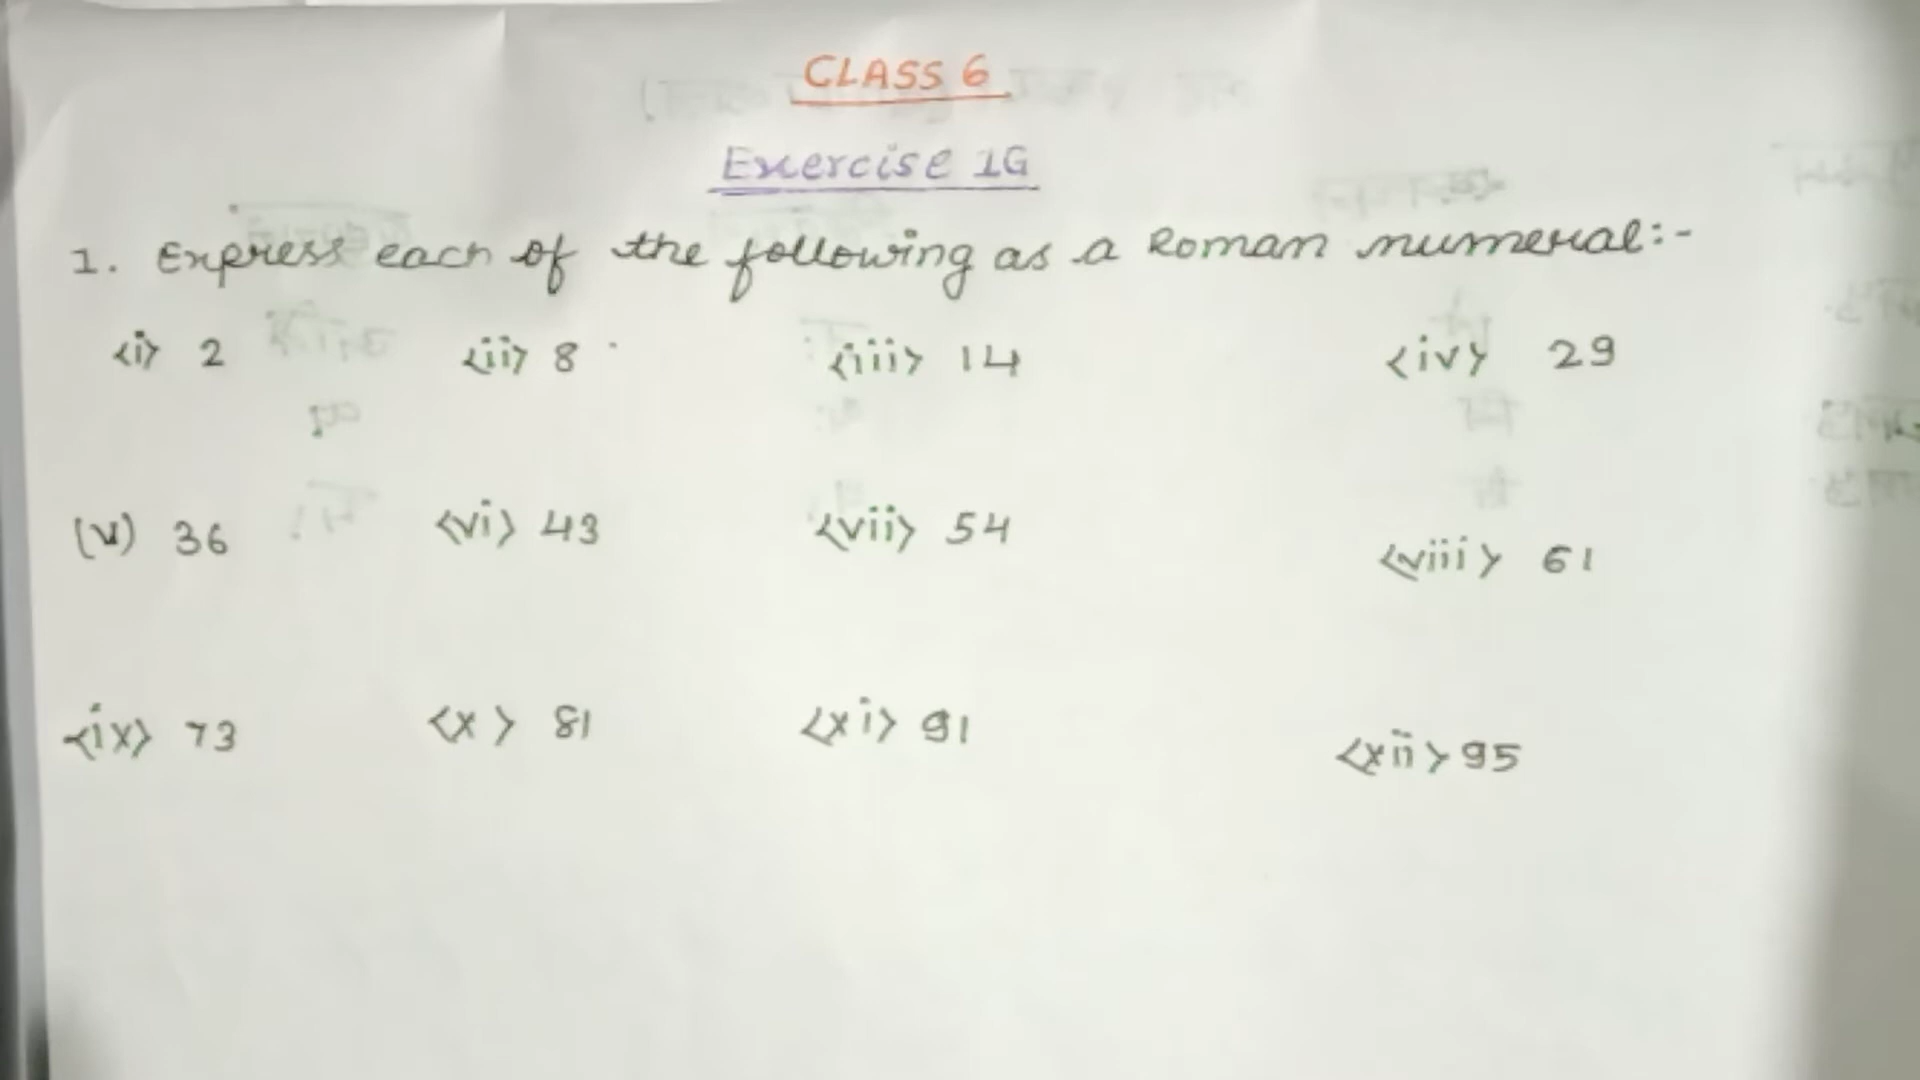 CLASS 6
Exercise 1G
1. Express each of the following as a Roman numeral:-
<i> 2 <ii> 8 <iii> 14 <iv> 29
(v) 36 <vi> 43 <vii> 54 <viii> 61
<ix> 73 <x> 81 <xi> 91 <xii> 95